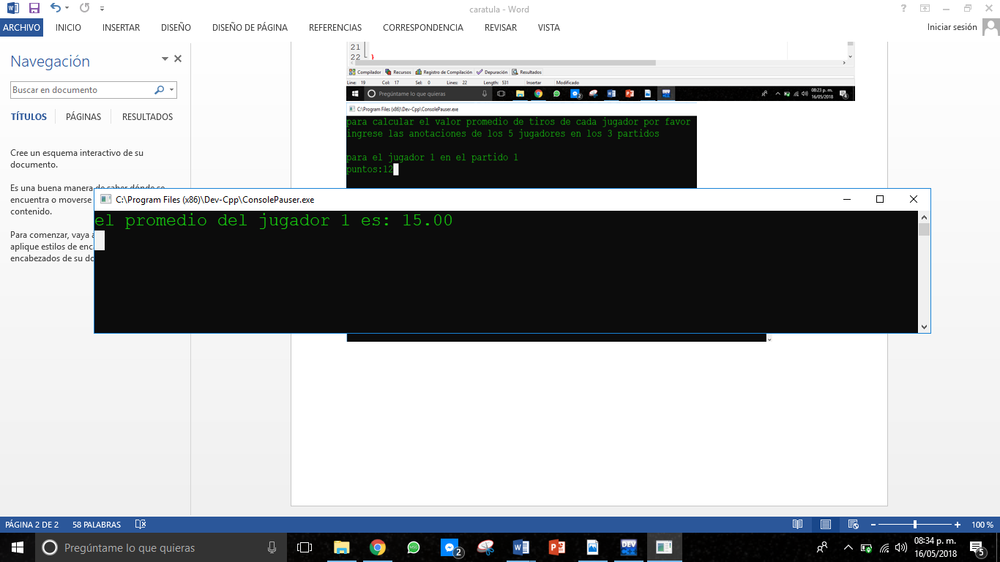 caratula - Word
ARCHIVO INICIO INSERTAR DISEÑO DISEÑO DE PÁGINA REFERENCIAS CORRESPONDENCIA REVISAR VISTA Iniciar sesión
Navegación
Buscar en documento
TÍTULOS PÁGINAS RESULTADOS
Cree un esquema interactivo de su
documento.
Es una buena manera de saber dónde se
encuentra o moverse
contenido.
Para comenzar, vaya a
aplique estilos de enc
encabezados de su do
21
22 }
Compilador Recursos Registro de Compilación Depuración Resultados
Line: 19 Col: 17 Sel: 0 Lines: 22 Length: 531 Insertar Modificado
Pregúntame lo que quieras 08:23 p. m.
16/05/2018
C:\Program Files (x86)\Dev-Cpp\ConsolePauser.exe
para calcular el valor promedio de tiros de cada jugador por favor
ingrese las anotaciones de los 5 jugadores en los 3 partidos
para el jugador 1 en el partido 1
puntos:12
C:\Program Files (x86)\Dev-Cpp\ConsolePauser.exe
el promedio del jugador 1 es: 15.00
PÁGINA 2 DE 2 58 PALABRAS 100 %
Pregúntame lo que quieras 2 DEV 08:34 p. m.
16/05/2018 5